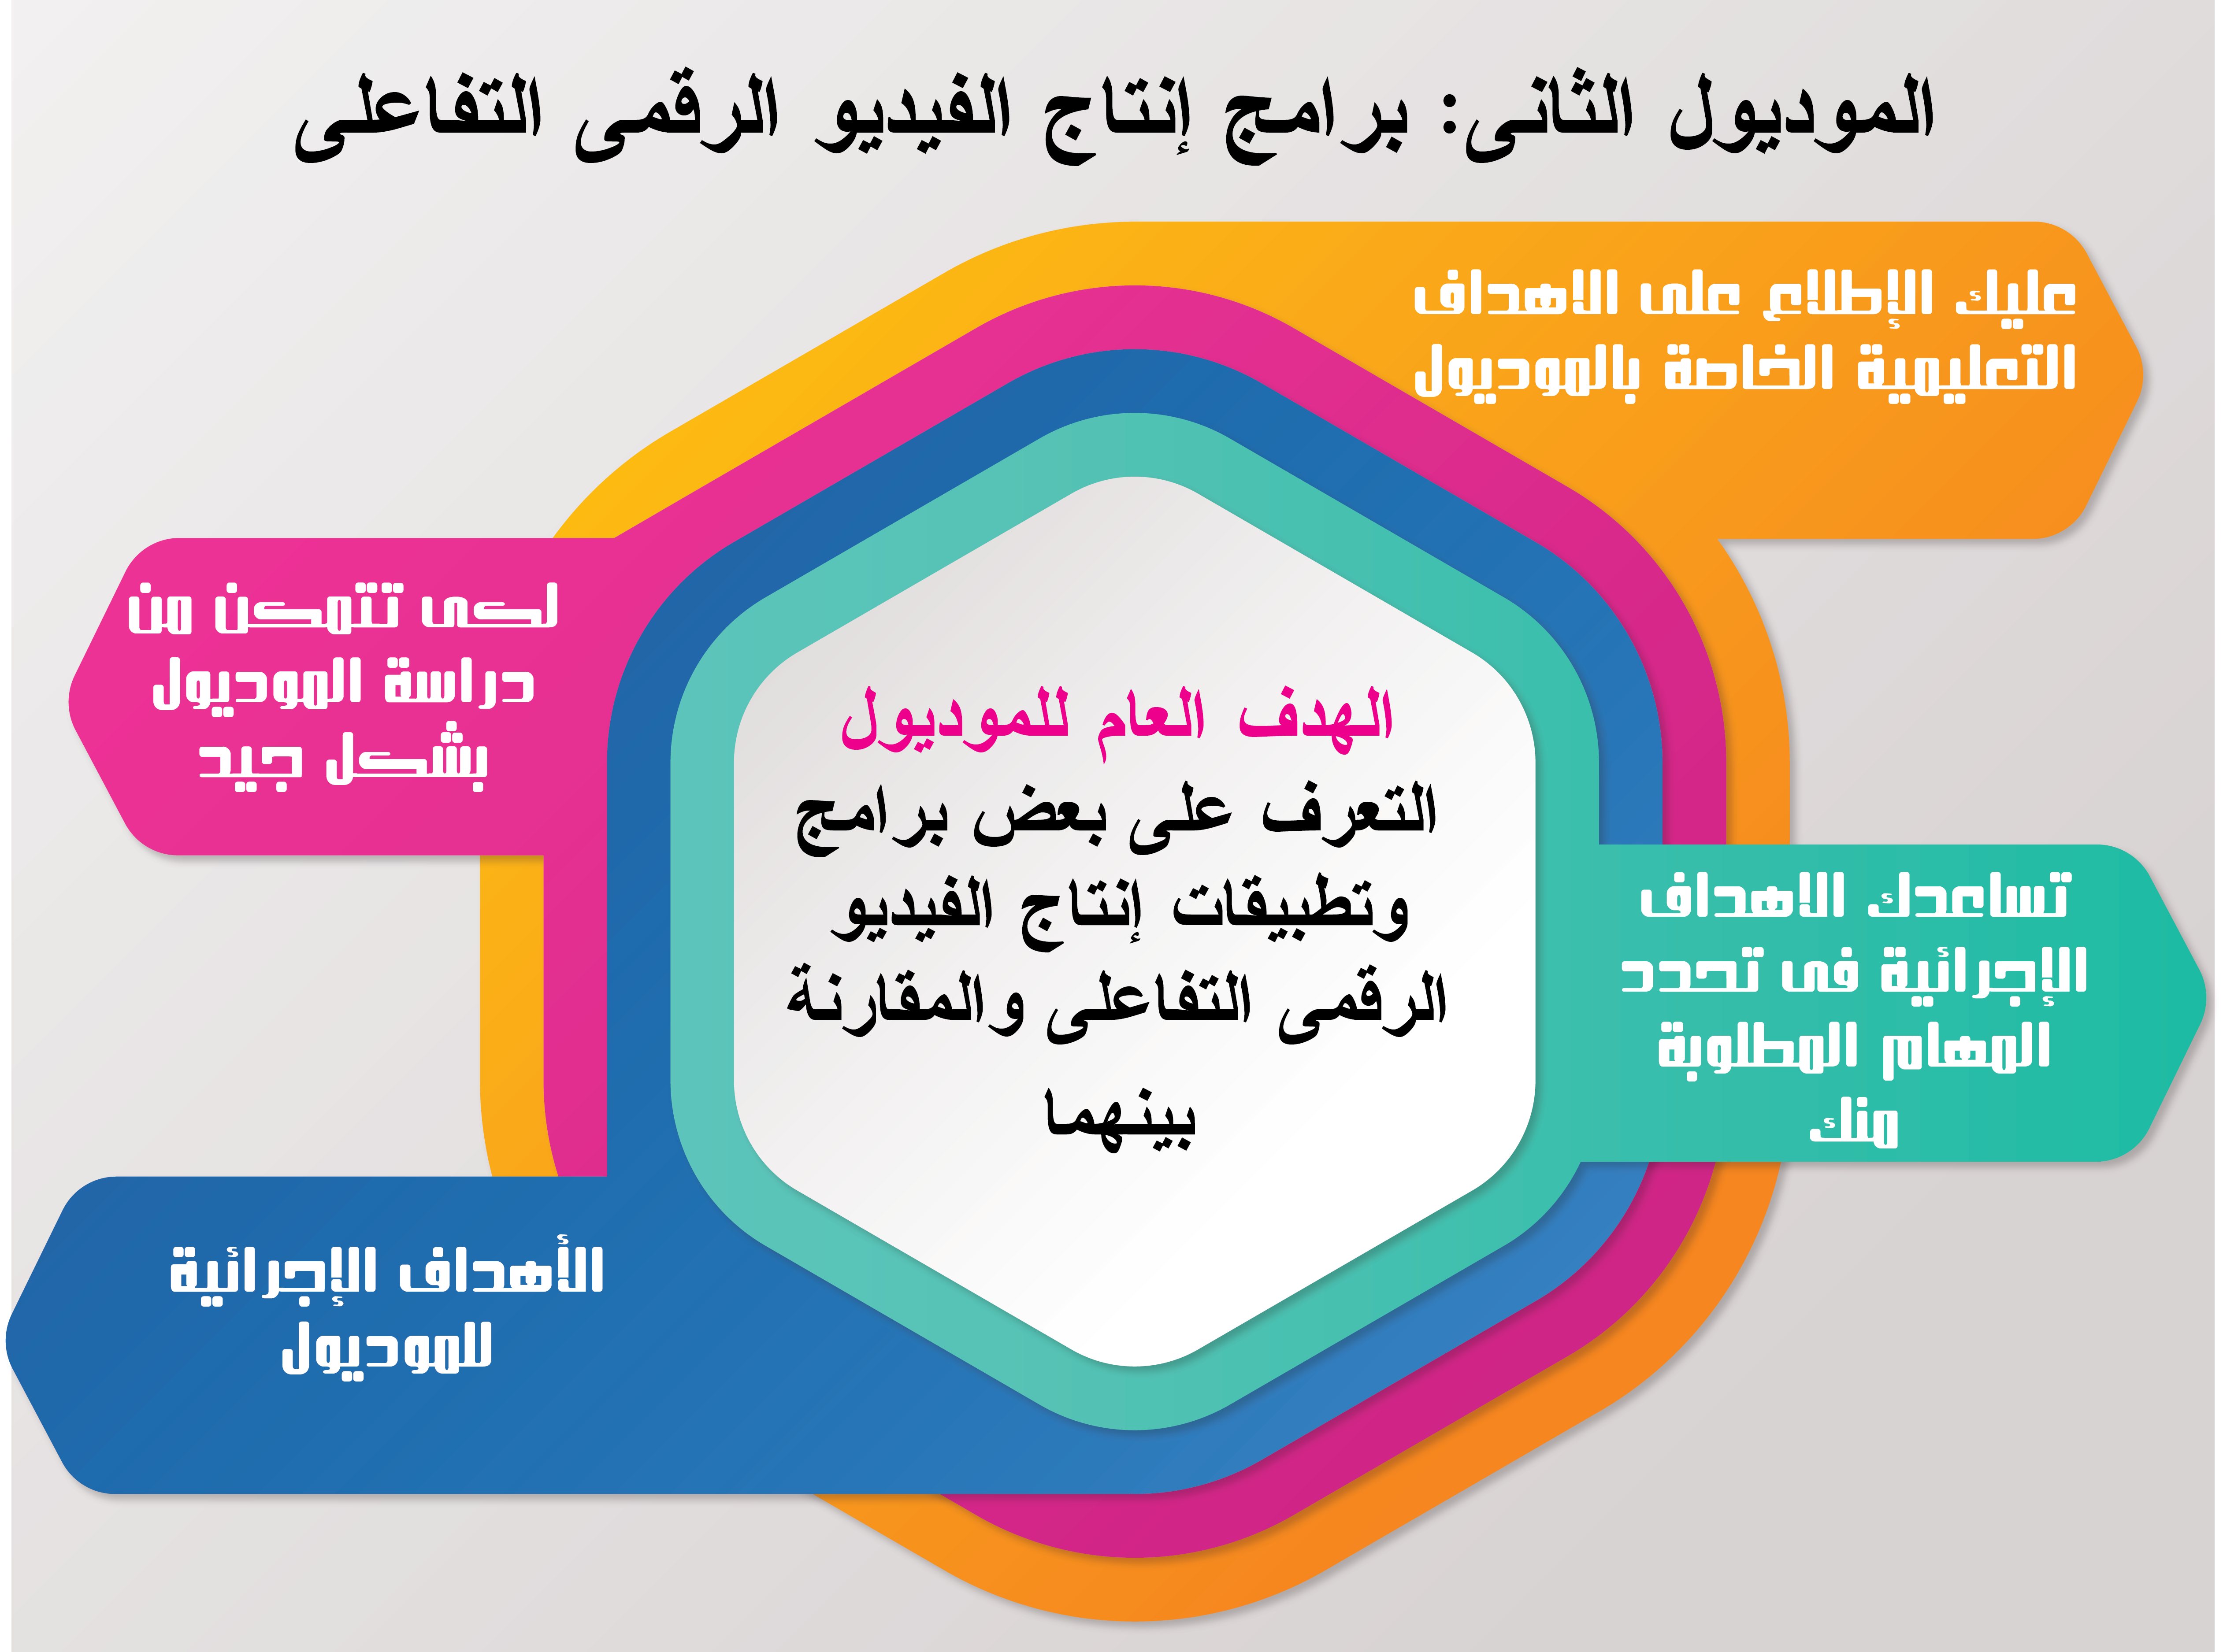 الموديول الثانى: برامج إنتاج الفيديو الرقمى التفاعلى
عليك الإطلاع على الاهداف
التعليمية الخاصة بالموديول
لكى تتمكن من
دراسة الموديول
بشكل جيد
الهدف العام للموديول
التعرف على بعض برامج
وتطبيقات إنتاج الفيديو
الرقمى التفاعلى والمقارنة
بينهما
تساعدك الاهداف
الإجرائية فى تحدد
المهام المطلوبة
منك
الأهداف الإجرائية
للموديول